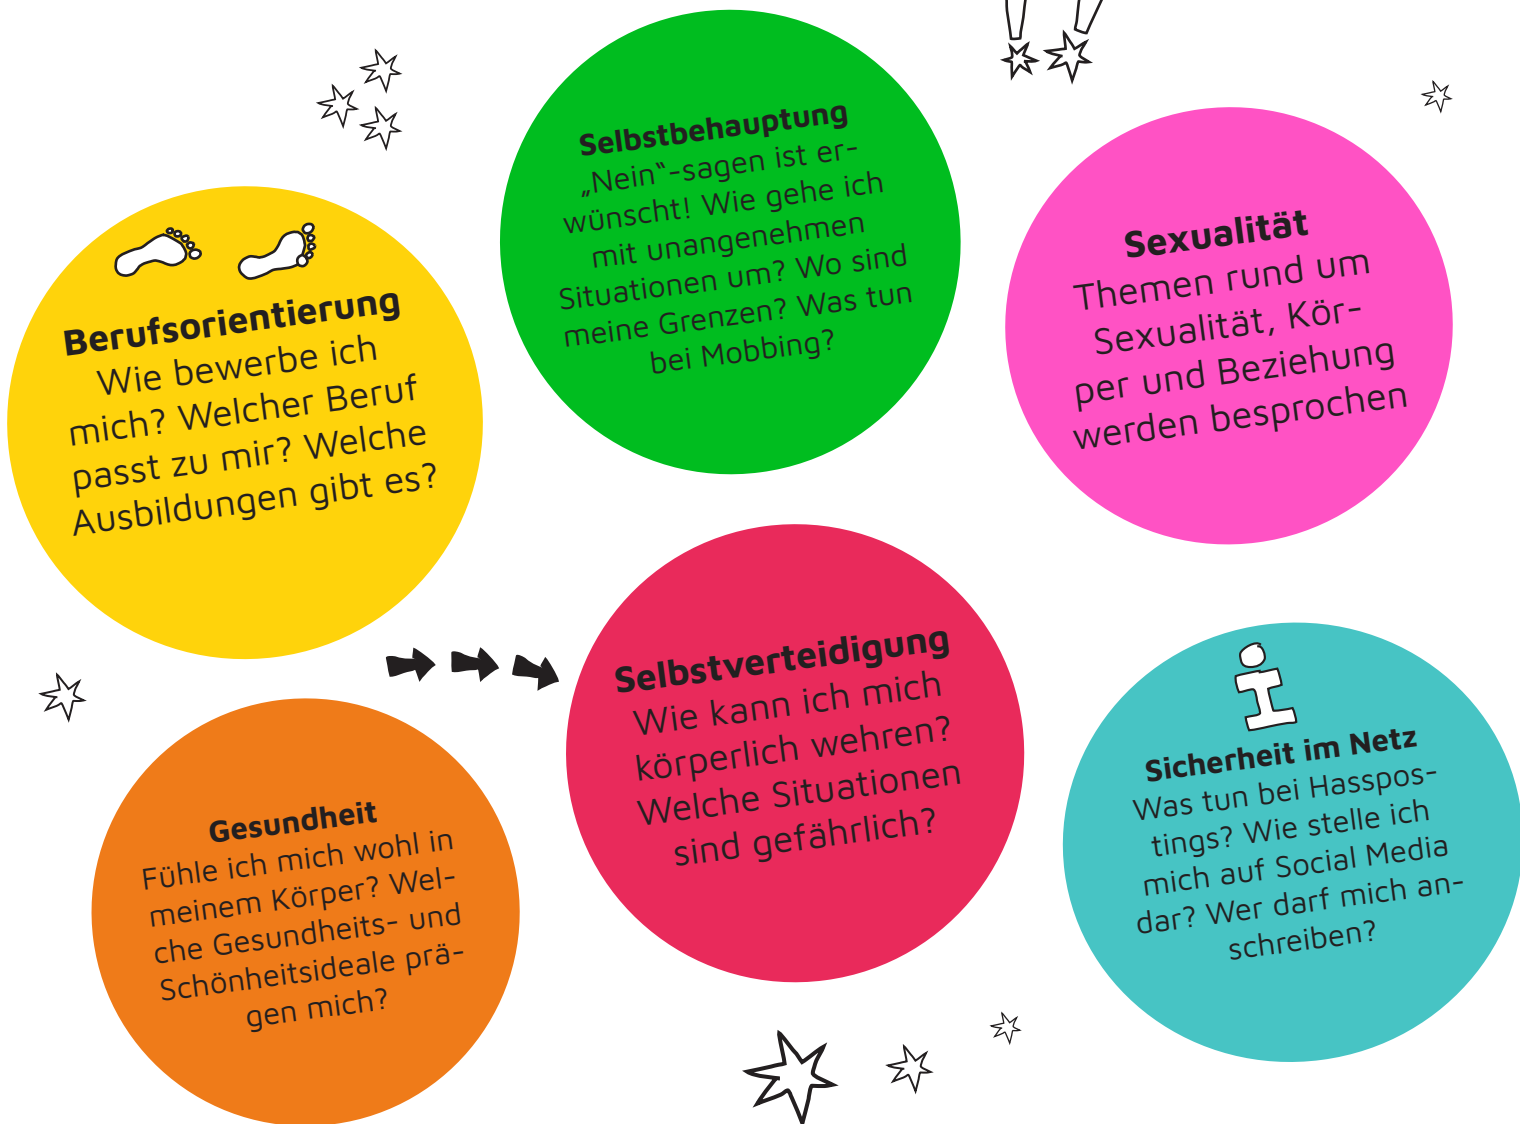 Berufsorientierung
Wie bewerbe ich
mich? Welcher Beruf
passt zu mir? Welche
Ausbildungen gibt es?
Selbstbehauptung
„Nein“-sagen ist er-
wünscht! Wie gehe ich
mit unangenehmen
Situationen um? Wo sind
meine Grenzen? Was tun
bei Mobbing?
Sexualität
Themen rund um
Sexualität, Kör-
per und Beziehung
werden besprochen
Gesundheit
Fühle ich mich wohl in
meinem Körper? Wel-
che Gesundheits- und
Schönheitsideale prä-
gen mich?
Selbstverteidigung
Wie kann ich mich
körperlich wehren?
Welche Situationen
sind gefährlich?
i
Sicherheit im Netz
Was tun bei Hasspos-
tings? Wie stelle ich
mich auf Social Media
dar? Wer darf mich an-
schreiben?